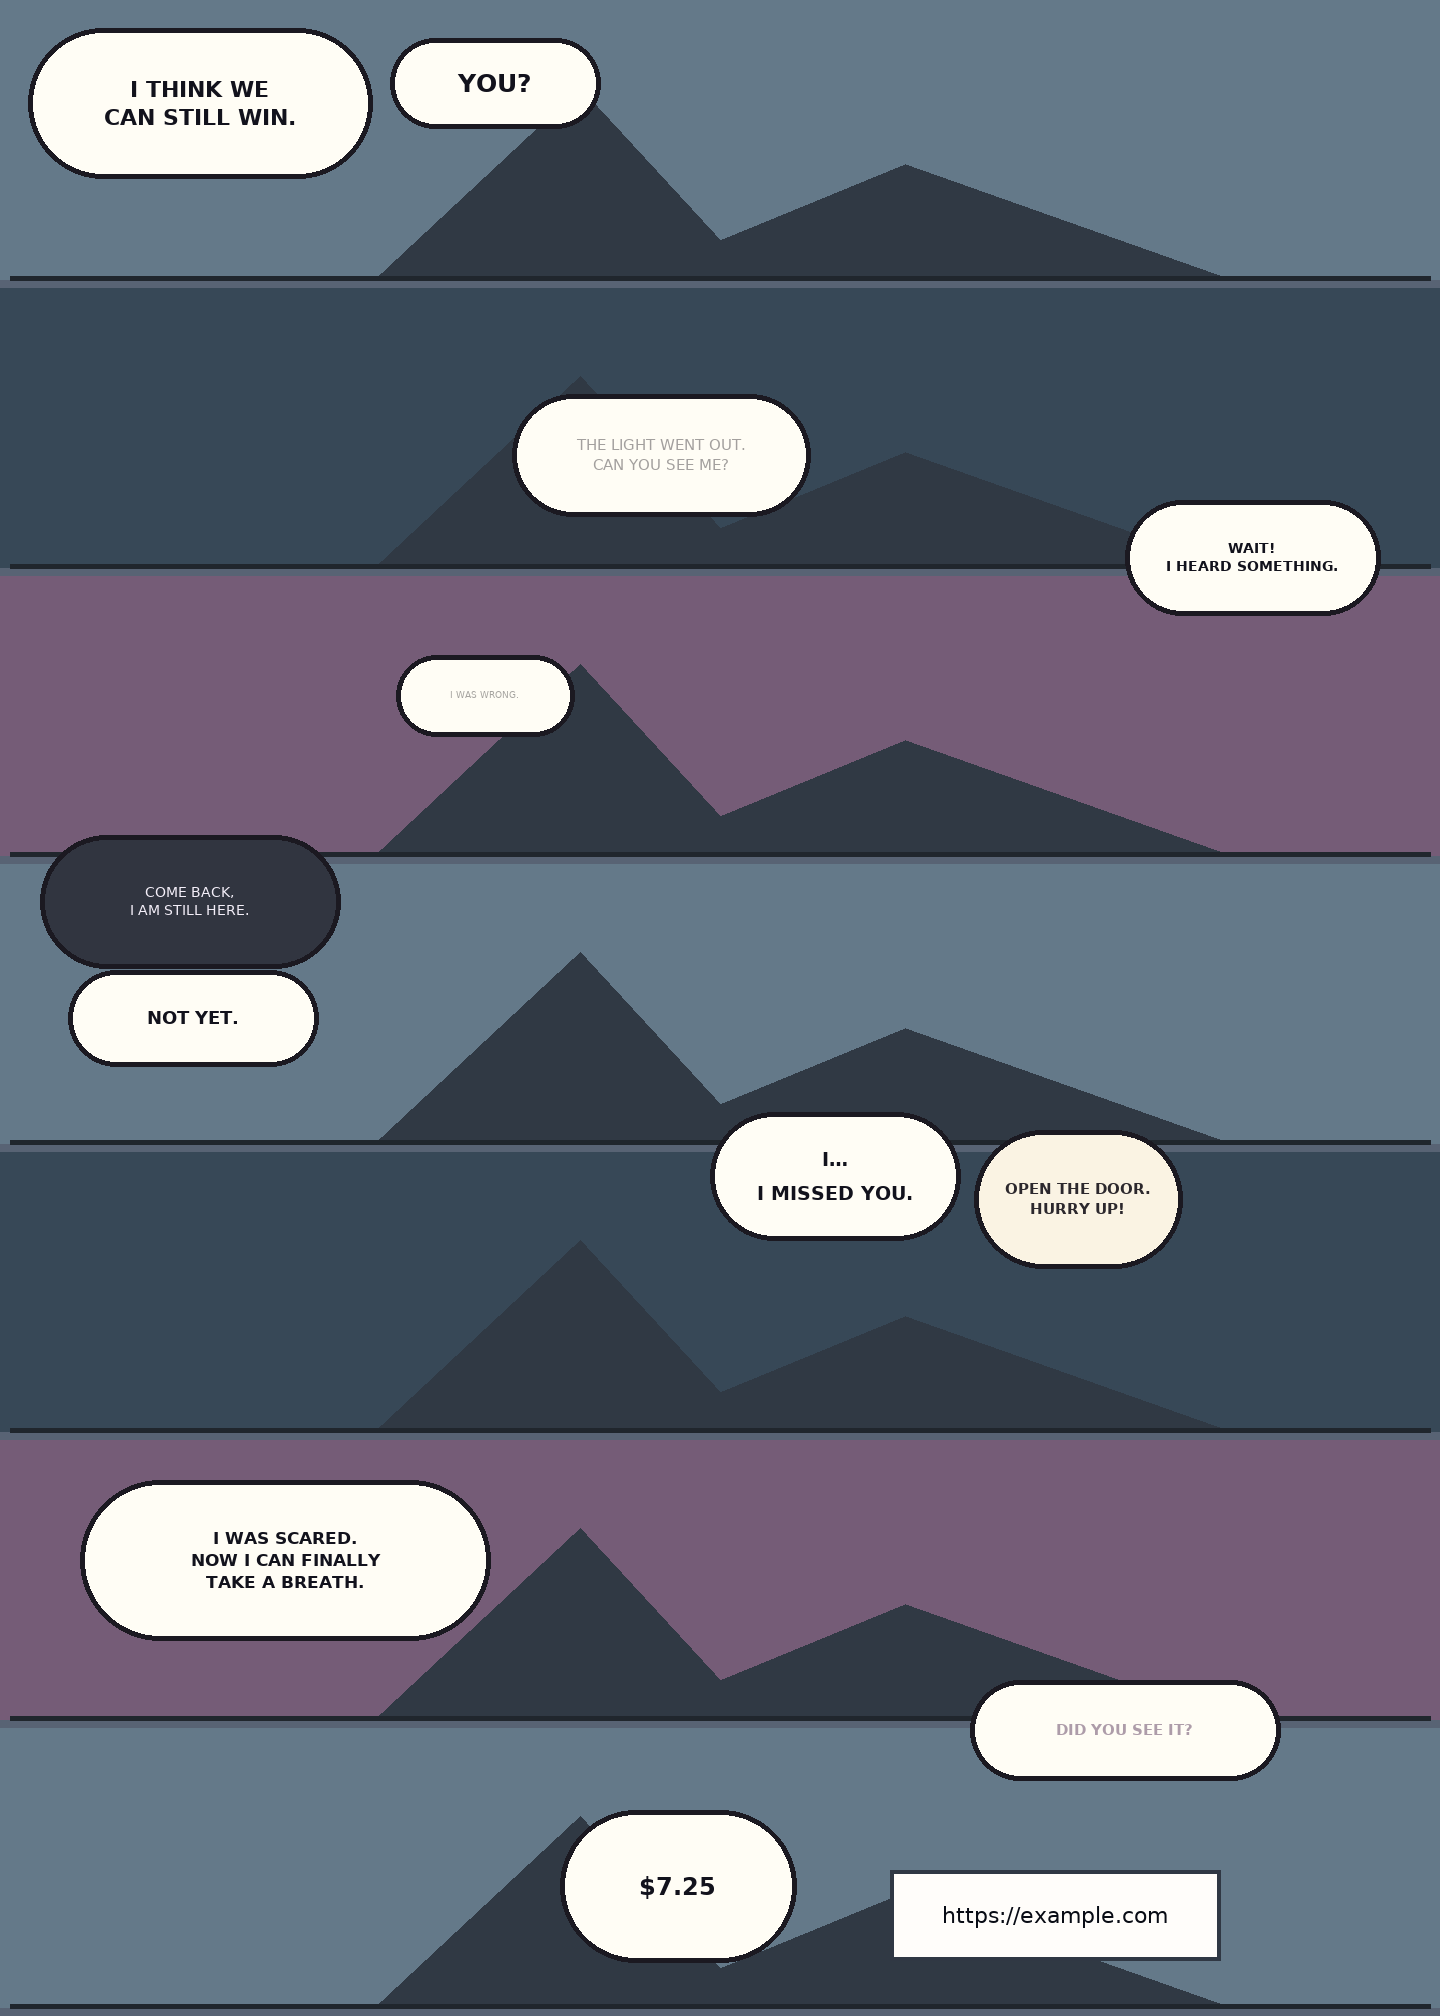 I THINK WE
CAN STILL WIN.
YOU?
THE LIGHT WENT OUT.
CAN YOU SEE ME?
WAIT!
I HEARD SOMETHING.
I WAS WRONG.
COME BACK,
I AM STILL HERE.
NOT YET.
I...
I MISSED YOU.
OPEN THE DOOR.
HURRY UP!
I WAS SCARED.
NOW I CAN FINALLY
TAKE A BREATH.
DID YOU SEE IT?
$7.25
https://example.com